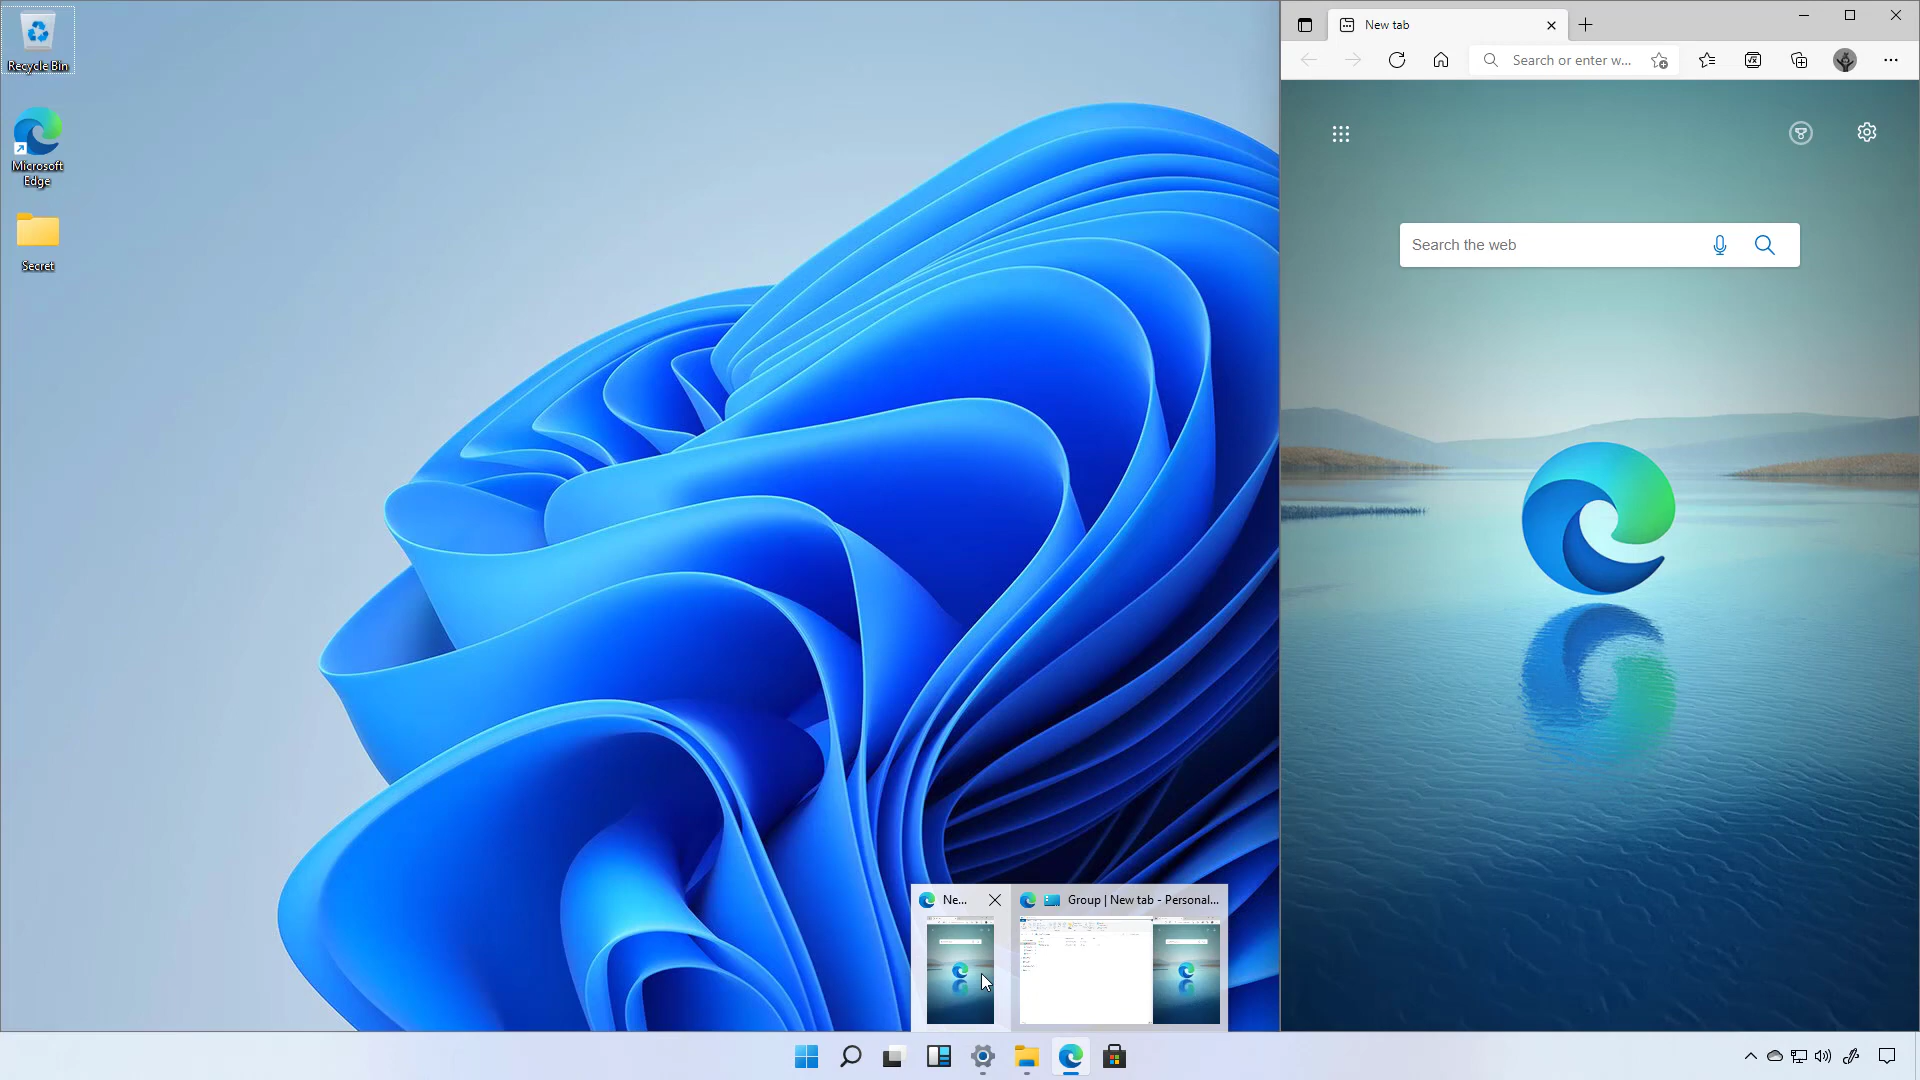 Recycle Bin
Microsoft
Edge
Secret
New tab
Search or enter w...
Search the web
Ne...
Group | New tab - Personal...